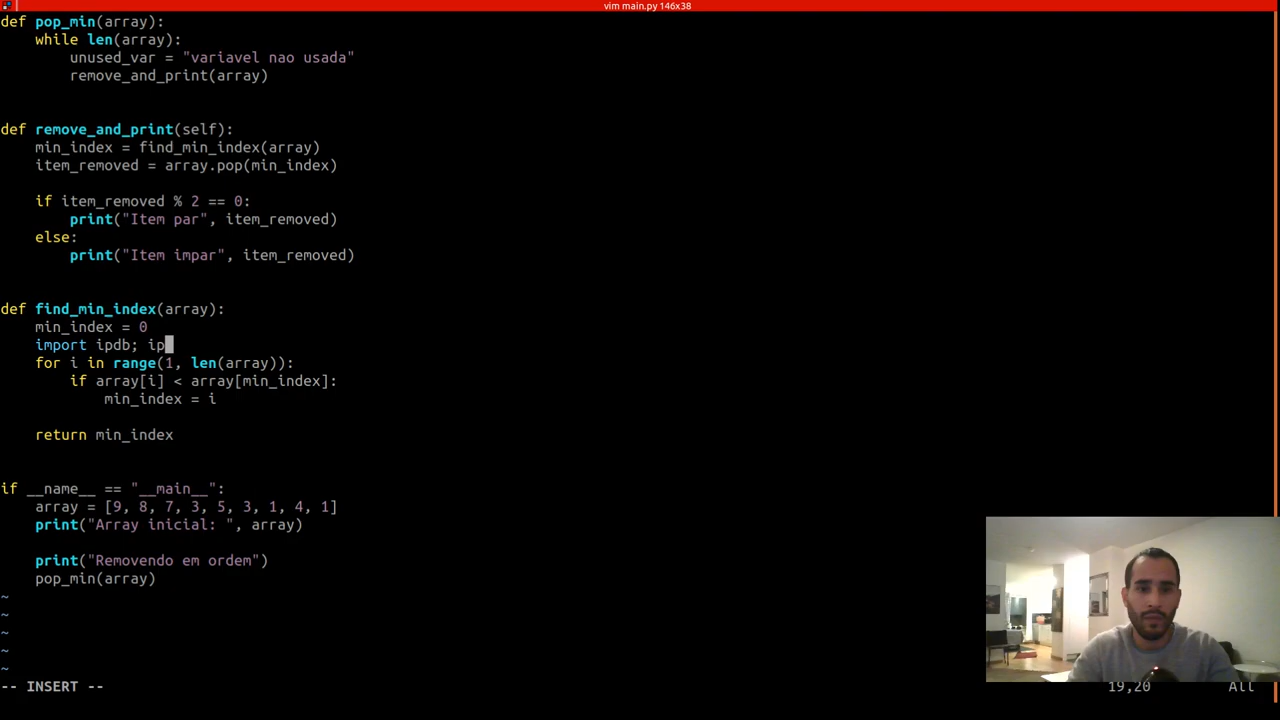 vim main.py 146x38
def pop_min(array):
    while len(array):
        unused_var = "variavel nao usada"
        remove_and_print(array)
def remove_and_print(self):
    min_index = find_min_index(array)
    item_removed = array.pop(min_index)
    if item_removed % 2 == 0:
        print("Item par", item_removed)
    else:
        print("Item impar", item_removed)
def find_min_index(array):
    min_index = 0
    import ipdb; ip
    for i in range(1, len(array)):
        if array[i] < array[min_index]:
            min_index = i
    return min_index
if __name__ == "__main__":
    array = [9, 8, 7, 3, 5, 3, 1, 4, 1]
    print("Array inicial: ", array)
    print("Removendo em ordem")
    pop_min(array)
~
~
~
~
~
-- INSERT -- 19,20 All